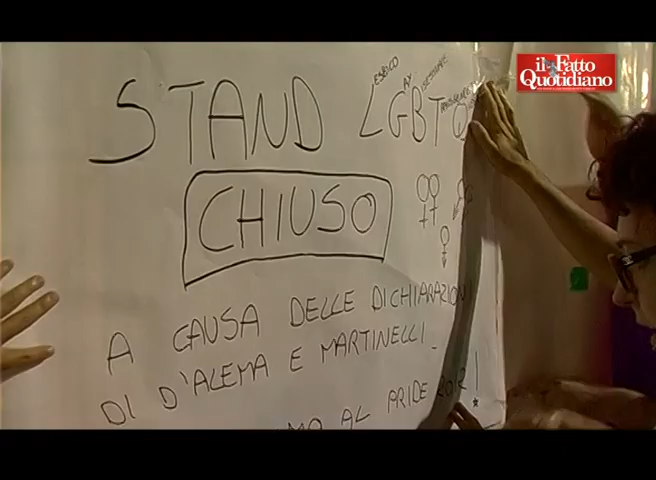 il Fatto
Quotidiano
STAND LGBT
CHIUSO
A CAUSA DELLE DICHIARAZIONI
DI D'ALEMA E MARTINELLI
AL PRIDE 2012!